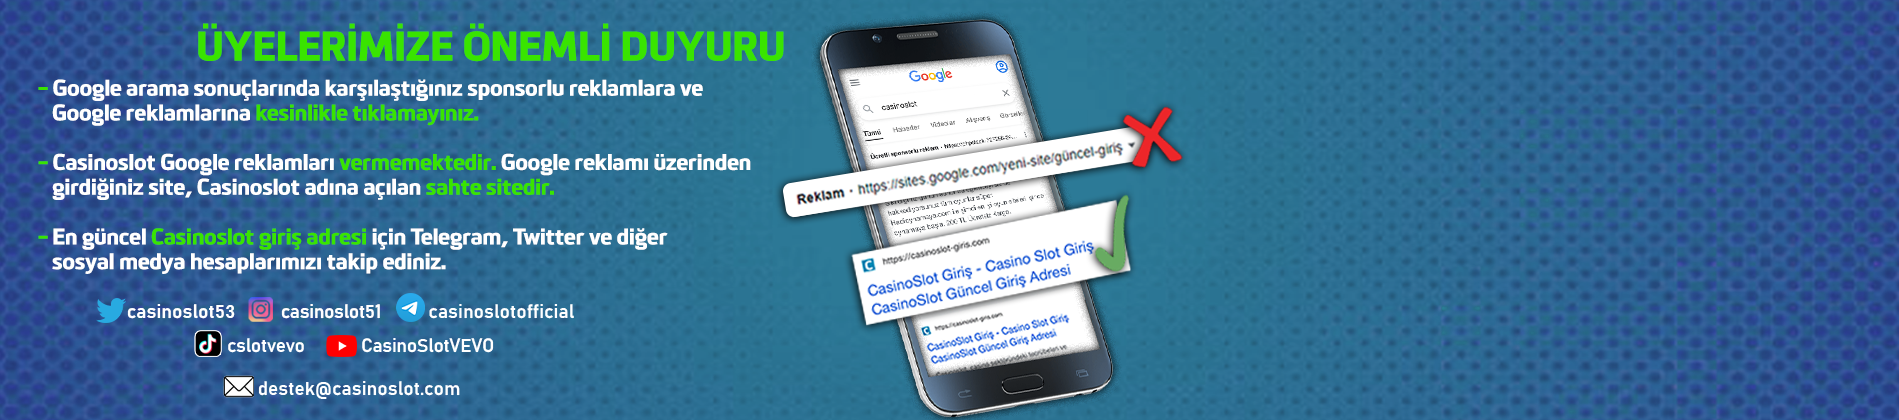 ÜYELERİMİZE ÖNEMLİ DUYURU
- Google arama sonuçlarında karşılaştığınız sponsorlu reklamlara ve
Google reklamlarına kesinlikle tıklamayınız.
- Casinoslot Google reklamları vermemektedir. Google reklamı üzerinden
girdiğiniz site, Casinoslot adına açılan sahte sitedir.
- En güncel Casinoslot giriş adresi için Telegram, Twitter ve diğer
sosyal medya hesaplarımızı takip ediniz.
casinoslot53 casinoslot51 casinoslotofficial
cslotvevo CasinoSlotVEVO
destek@casinoslot.com
Google
casinoslot
Tümü Haberler Videolar Alışveriş Görseller
Ücretli sponsorlu reklam
Reklam · https://sites.google.com/yeni-site/güncel-giriş
https://casinoslot-giris.com
CasinoSlot Giriş - Casino Slot Giriş
CasinoSlot Güncel Giriş Adresi
https://casinoslot-giris.com
CasinoSlot Giriş - Casino Slot Giriş
CasinoSlot Güncel Giriş Adresi